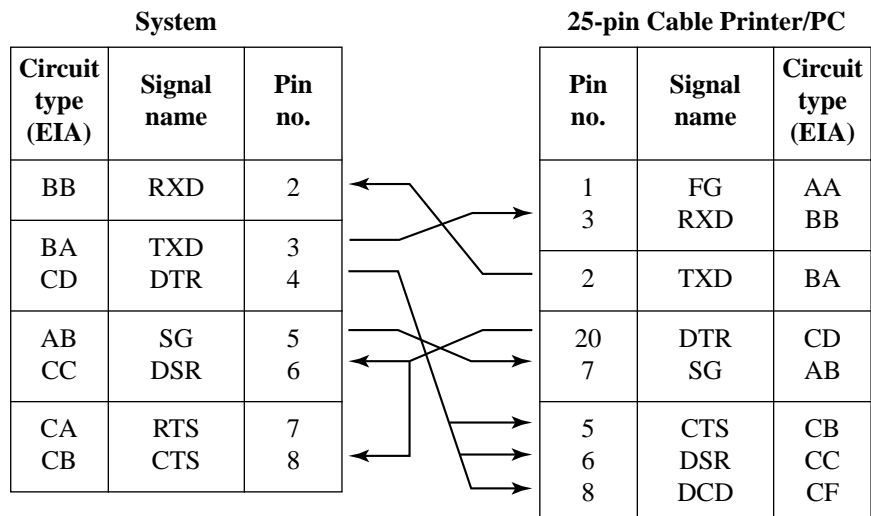 System
Circuit type (EIA) Signal name Pin no.
BB RXD 2
BA TXD 3
CD DTR 4
AB SG 5
CC DSR 6
CA RTS 7
CB CTS 8
25-pin Cable Printer/PC
Pin no. Signal name Circuit type (EIA)
1 FG AA
3 RXD BB
2 TXD BA
20 DTR CD
7 SG AB
5 CTS CB
6 DSR CC
8 DCD CF